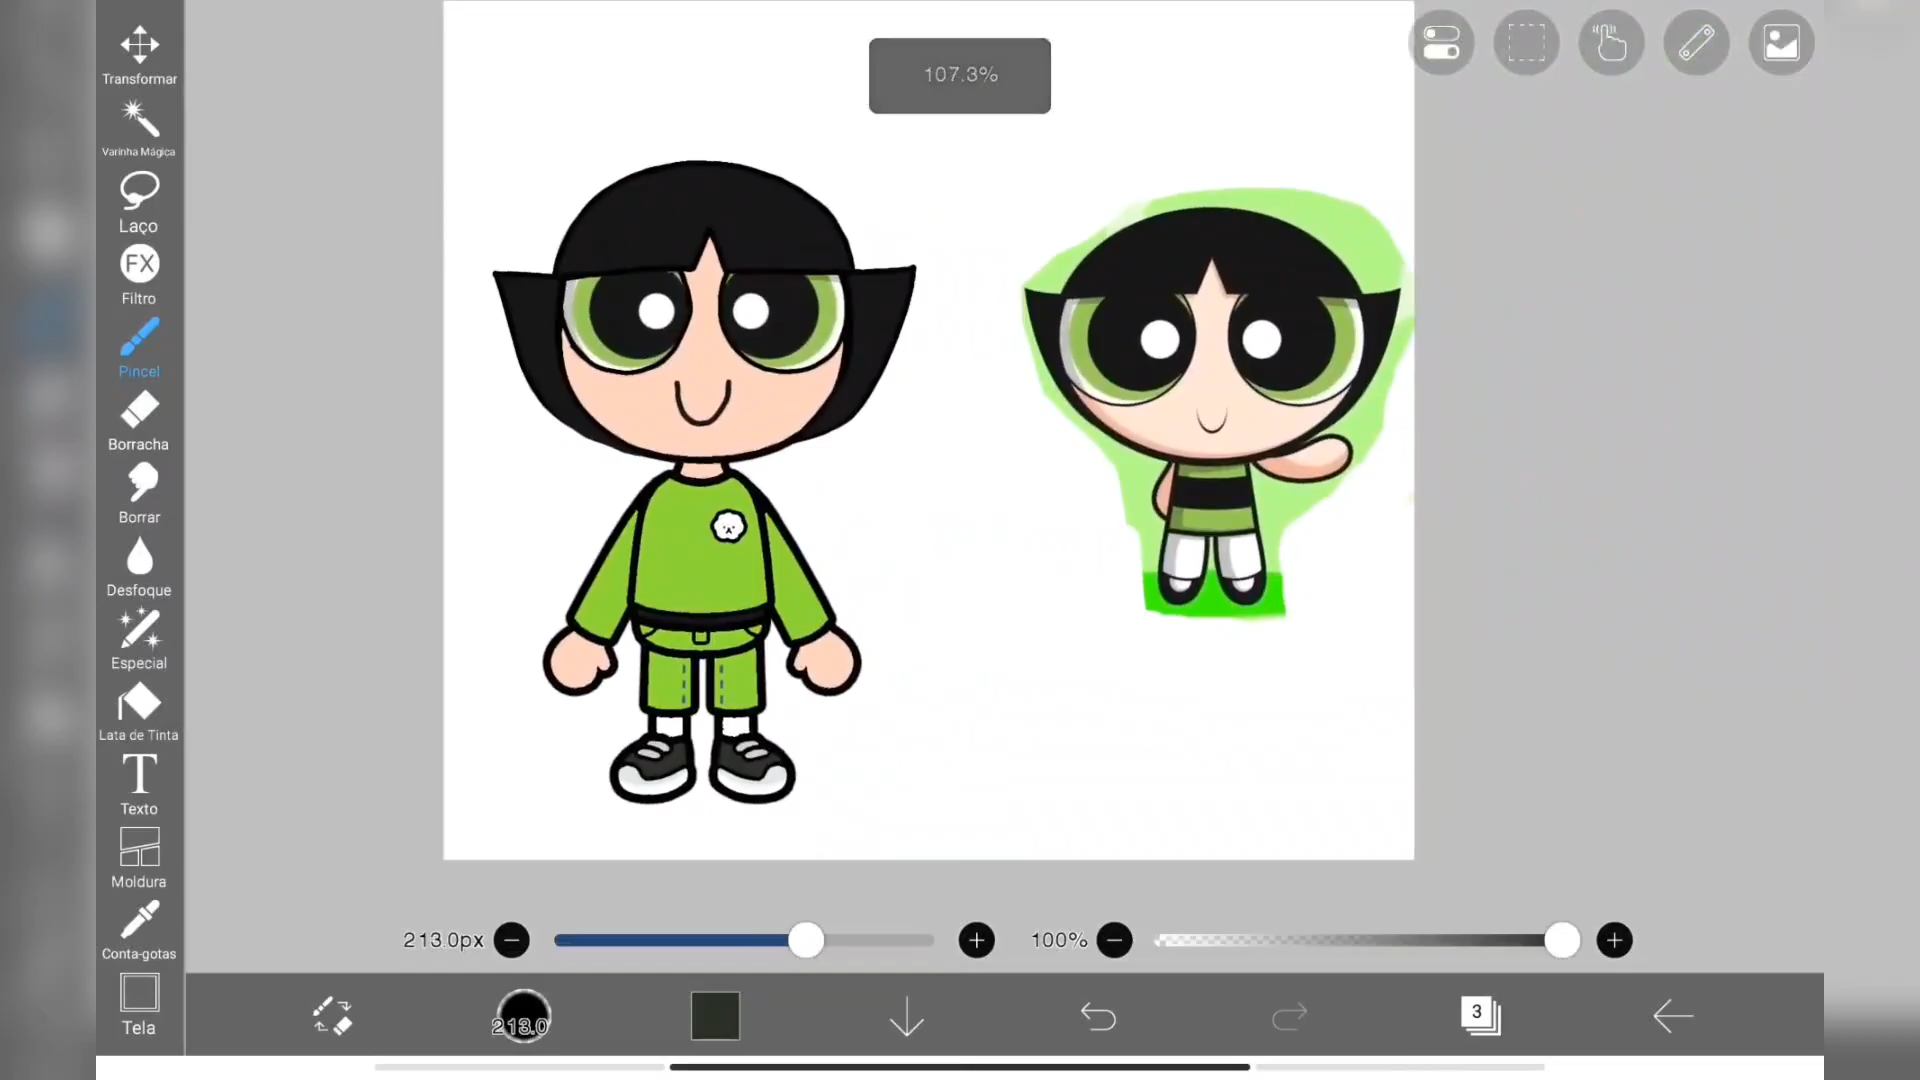 107.3%
Transformar
Varinha Mágica
Laço
FX
Filtro
Pincel
Borracha
Borrar
Desfoque
Especial
Lata de Tinta
T
Texto
Moldura
Conta-gotas
Tela
213.0px
100%
213.0
3